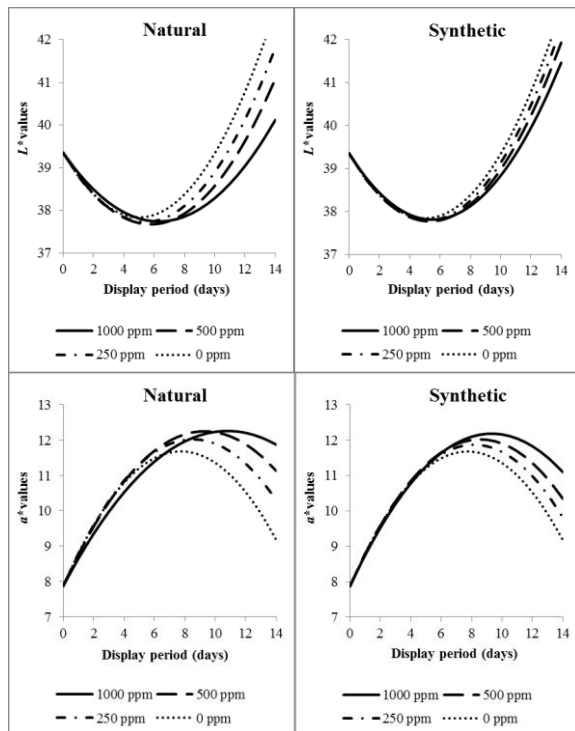 Natural
L*values
42
41
40
39
38
37
0 2 4 6 8 10 12 14
Display period (days)
1000 ppm 500 ppm
250 ppm 0 ppm
Synthetic
L*values
42
41
40
39
38
37
0 2 4 6 8 10 12 14
Display period (days)
1000 ppm 500 ppm
250 ppm 0 ppm
Natural
a*values
13
12
11
10
9
8
7
0 2 4 6 8 10 12 14
Display period (days)
1000 ppm 500 ppm
250 ppm 0 ppm
Synthetic
a*values
13
12
11
10
9
8
7
0 2 4 6 8 10 12 14
Display period (days)
1000 ppm 500 ppm
250 ppm 0 ppm